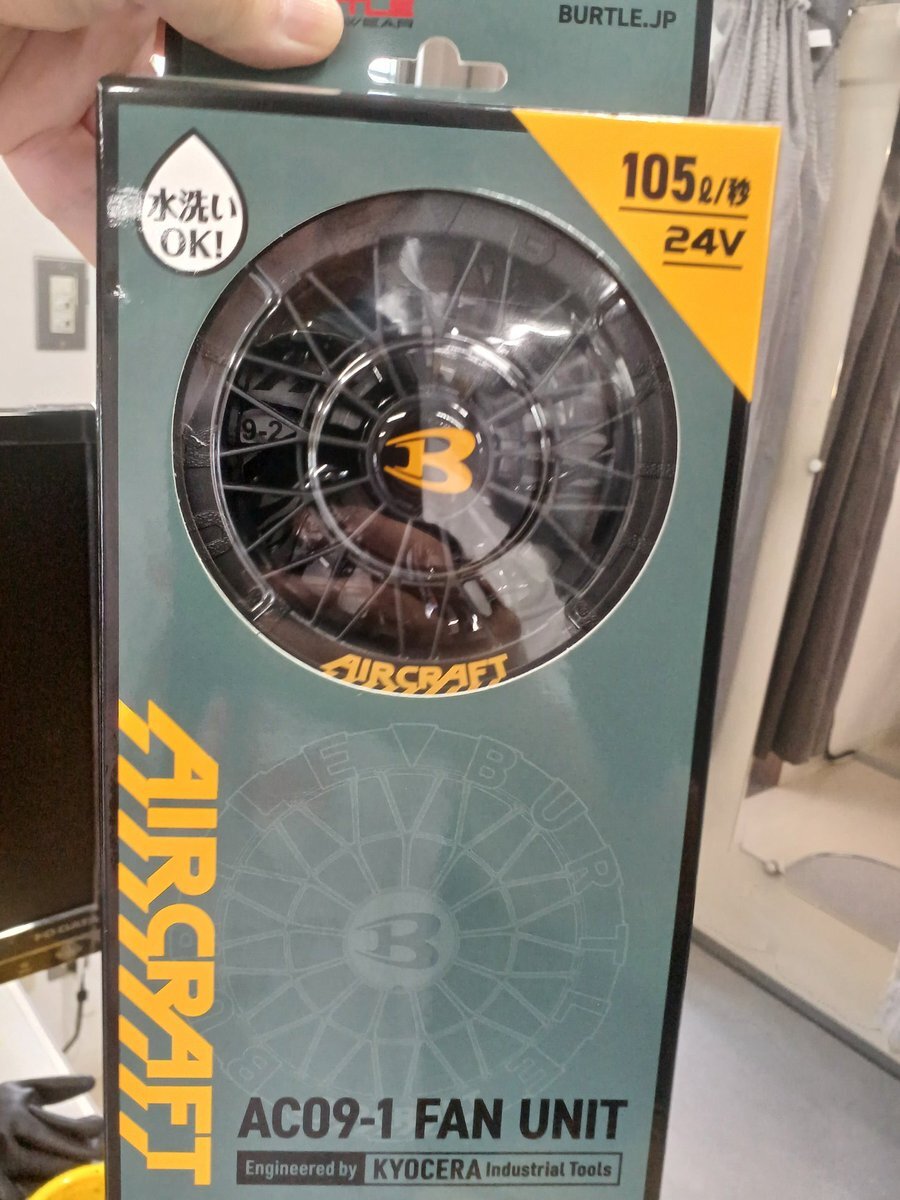 BURTLE.JP
水洗い
OK!
105ℓ/秒
24V
9-2
B
AIRCRAFT
AIRCRAFT
BURTLE
B
AC09-1 FAN UNIT
Engineered by KYOCERA Industrial Tools